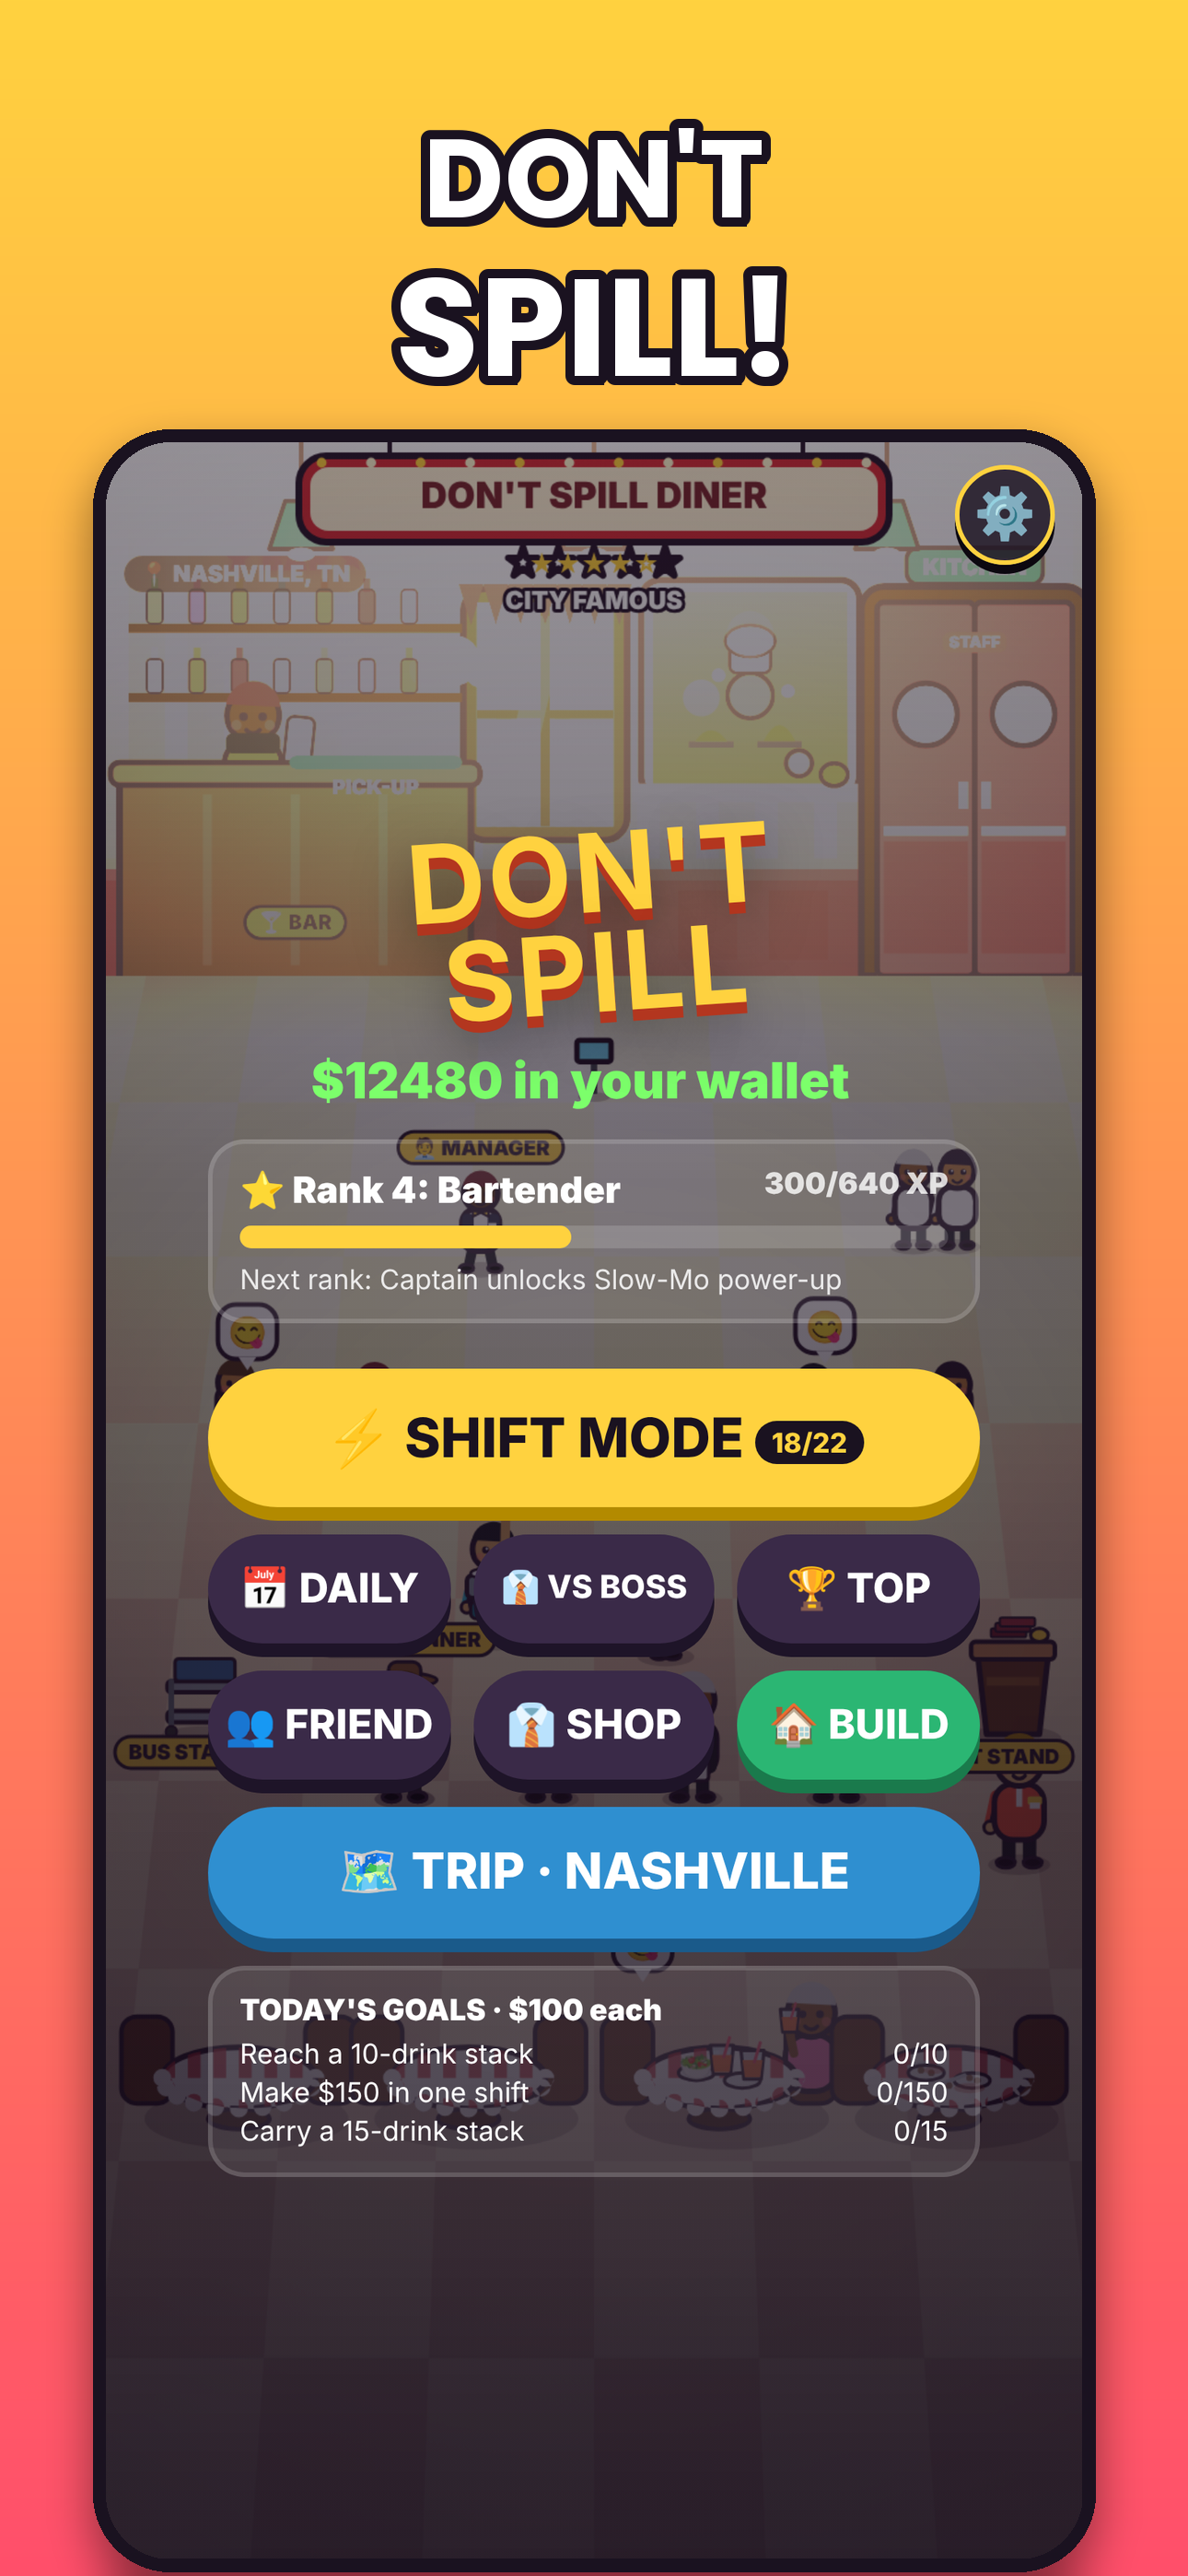 DON'T
SPILL!
DON'T SPILL DINER
📍 NASHVILLE, TN
CITY FAMOUS
STAFF
PICK-UP
🍸 BAR
DON'T
SPILL
$12480 in your wallet
MANAGER
⭐ Rank 4: Bartender 300/640 XP
Next rank: Captain unlocks Slow-Mo power-up
⚡ SHIFT MODE 18/22
📅 DAILY 👔 VS BOSS 🏆 TOP
👥 FRIEND 👔 SHOP 🏠 BUILD
BUS STAND
🗺️ TRIP · NASHVILLE
TODAY'S GOALS · $100 each
Reach a 10-drink stack 0/10
Make $150 in one shift 0/150
Carry a 15-drink stack 0/15